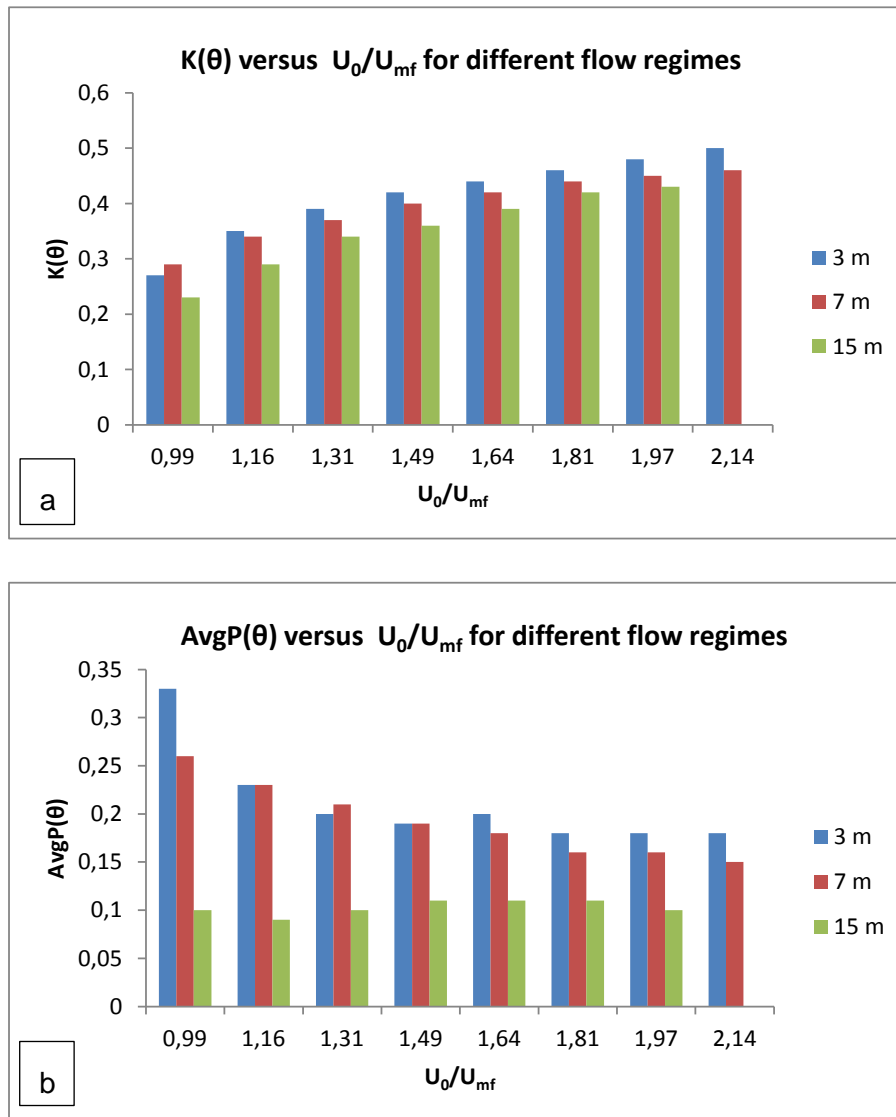 K(θ) versus U₀/Umf for different flow regimes
0,6
0,5
0,4
0,3
0,2
0,1
0
K(θ)
0,99 1,16 1,31 1,49 1,64 1,81 1,97 2,14
U₀/Umf
3 m
7 m
15 m
a
AvgP(θ) versus U₀/Umf for different flow regimes
0,35
0,3
0,25
0,2
0,15
0,1
0,05
0
AvgP(θ)
0,99 1,16 1,31 1,49 1,64 1,81 1,97 2,14
U₀/Umf
3 m
7 m
15 m
b